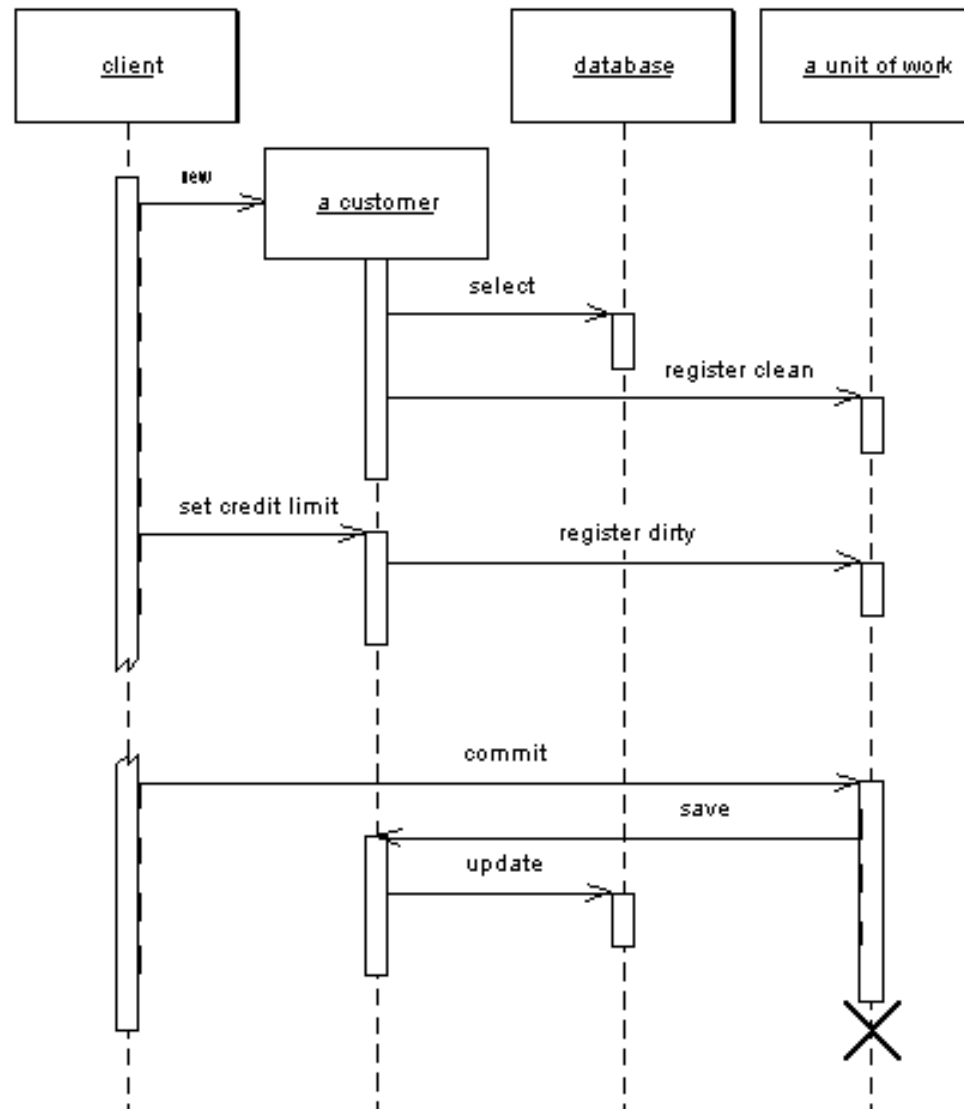 client
database
a unit of work
new
a customer
select
register clean
set credit limit
register dirty
commit
save
update